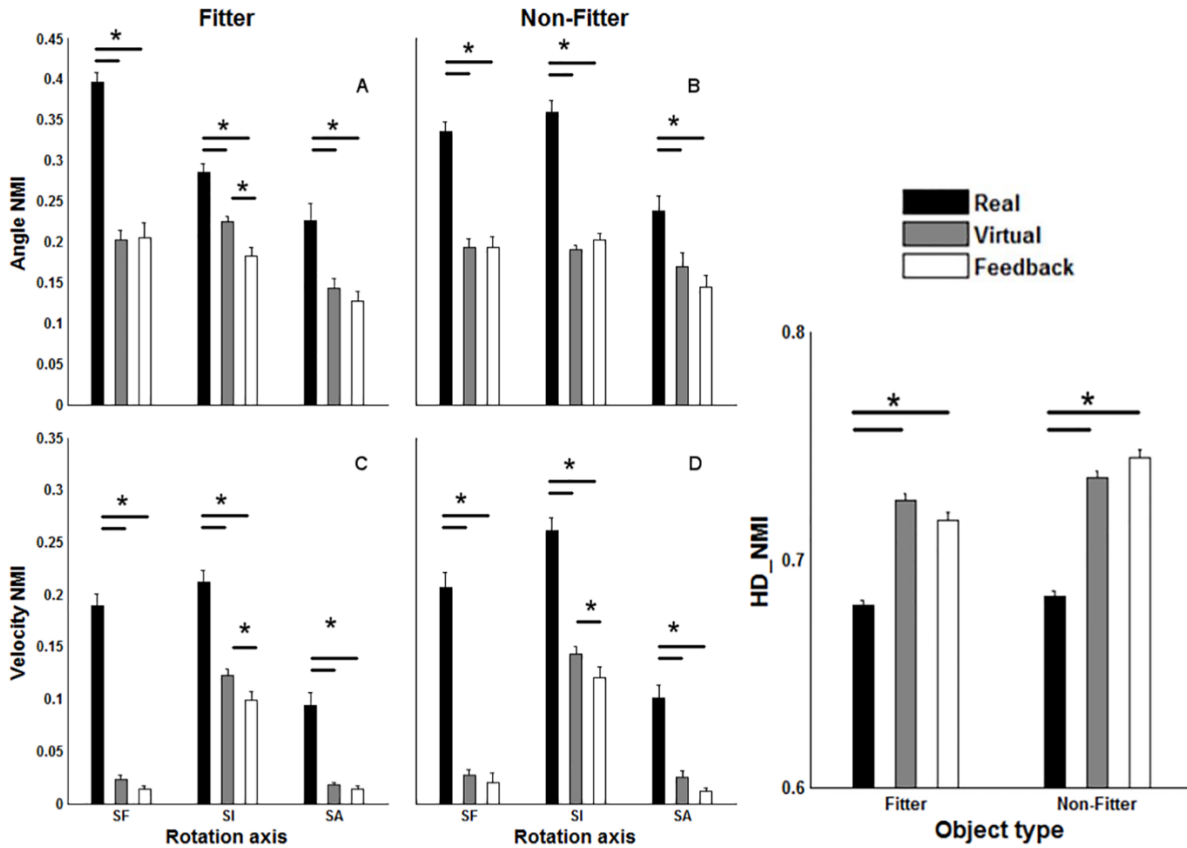 Fitter
Non-Fitter
0.45
0.4
0.35
0.3
0.25
0.2
0.15
0.1
0.05
0
Angle NMI
*
A
*
*
*
*
*
B
*
*
0.35
0.3
0.25
0.2
0.15
0.1
0.05
0
Velocity NMI
C
*
*
*
*
D
*
*
*
*
SF SI SA
Rotation axis
SF SI SA
Rotation axis
Real
Virtual
Feedback
0.8
0.7
0.6
HD_NMI
*
*
Fitter Non-Fitter
Object type